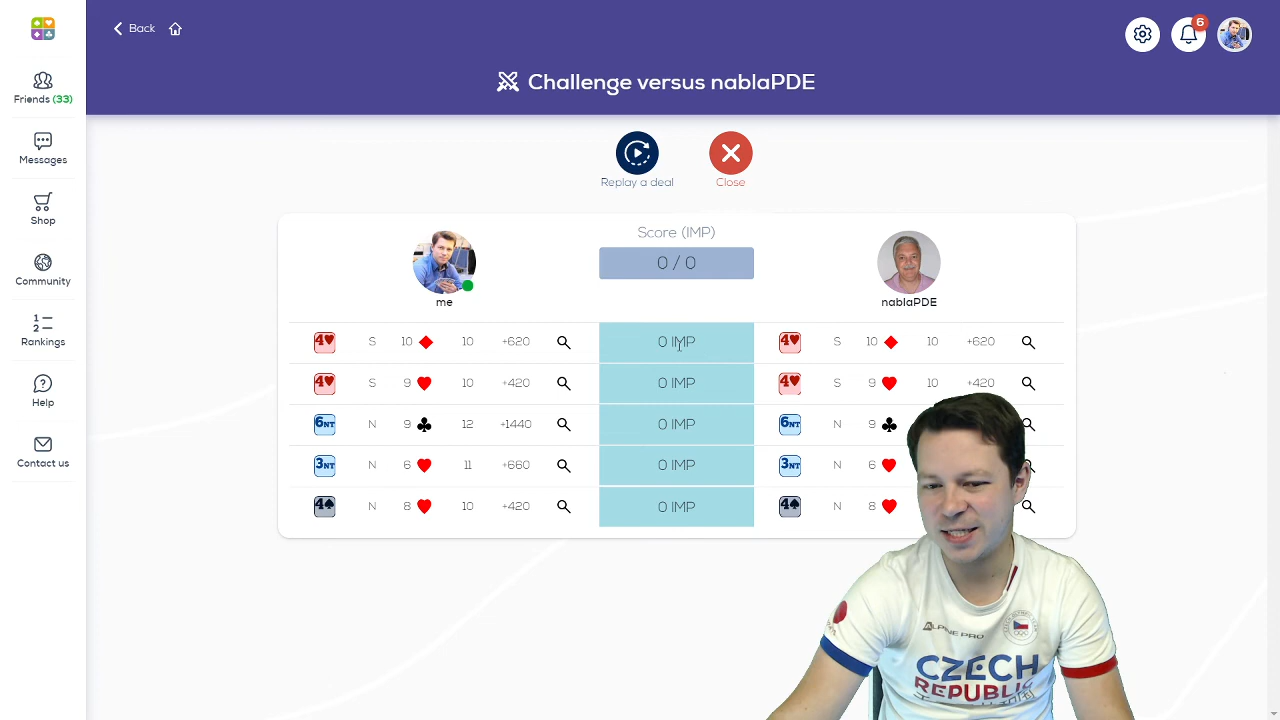 Back
6
Challenge versus nablaPDE
Friends (33)
Messages
Shop
Community
1
2
Rankings
Help
Contact us
Replay a deal
Close
Score (IMP)
0 / 0
me
nablaPDE
4♥ S 10 ♦ 10 +620 0 IMP 4♥ S 10 ♦ 10 +620
4♥ S 9 ♥ 10 +420 0 IMP 4♥ S 9 ♥ 10 +420
6NT N 9 ♣ 12 +1440 0 IMP 6NT N 9 ♣
3NT N 6 ♥ 11 +660 0 IMP 3NT N 6 ♥
4♠ N 8 ♥ 10 +420 0 IMP 4♠ N 8 ♥
ALPINE PRO
CZECH
REPUBLIC